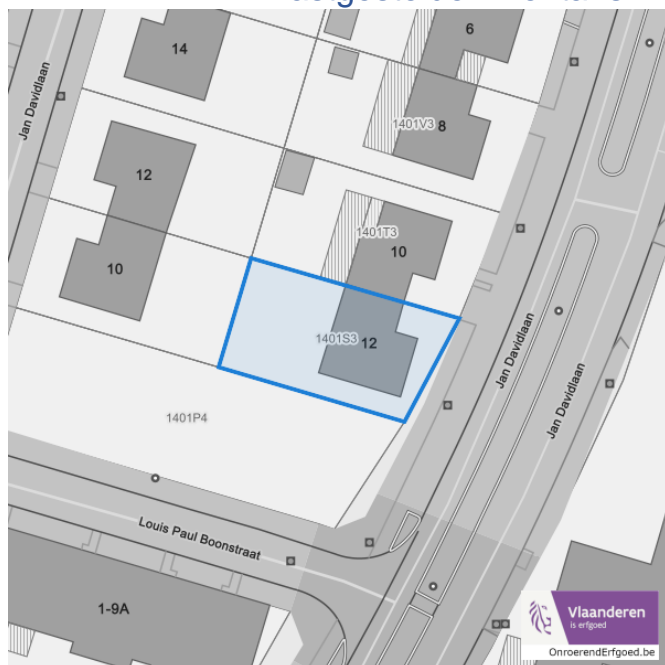 14
6
1401V3
8
Jan Davidlaan
12
10
1401T3
10
1401S3
12
Jan Davidlaan
Jan Davidlaan
1401P4
Louis Paul Boonstraat
1-9A
Vlaanderen
is erfgoed
OnroerendErfgoed.be